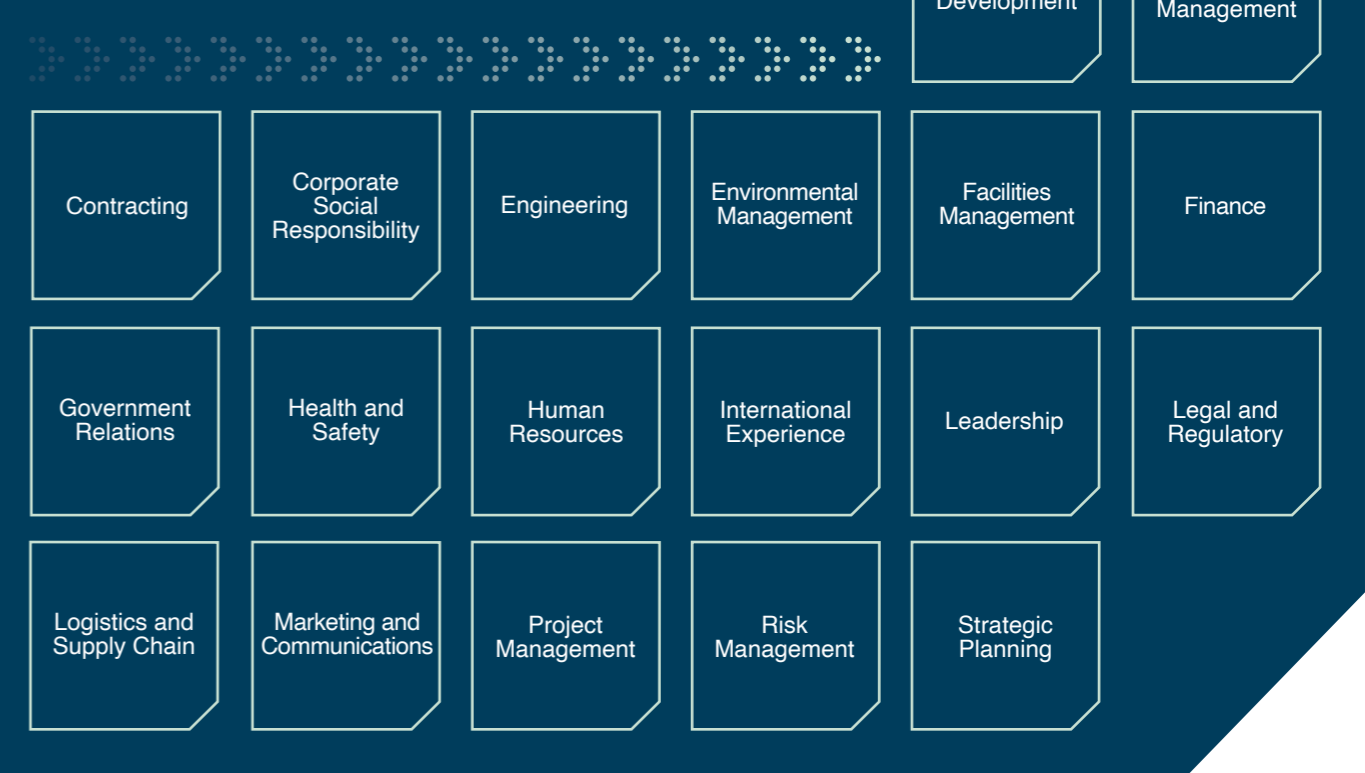 Development
Management
Contracting
Corporate
Social
Responsibility
Engineering
Environmental
Management
Facilities
Management
Finance
Government
Relations
Health and
Safety
Human
Resources
International
Experience
Leadership
Legal and
Regulatory
Logistics and
Supply Chain
Marketing and
Communications
Project
Management
Risk
Management
Strategic
Planning